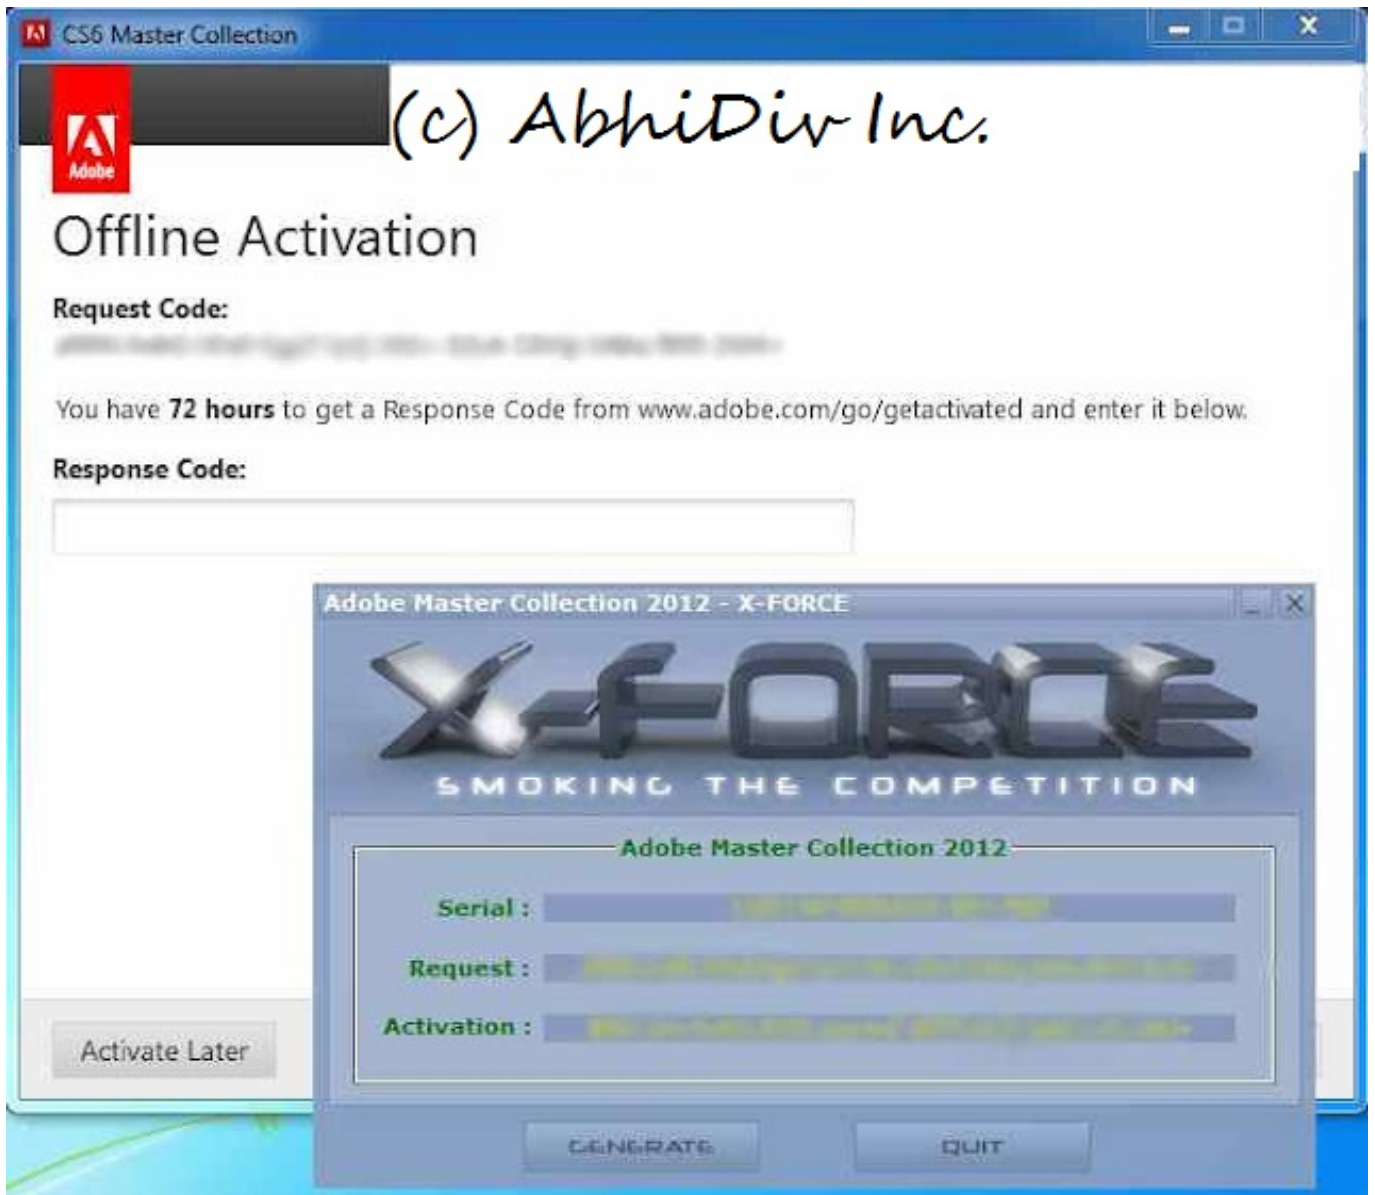 CS6 Master Collection
(c) AbhiDiv Inc.
Adobe
Offline Activation
Request Code:
You have 72 hours to get a Response Code from www.adobe.com/go/getactivated and enter it below.
Response Code:
Adobe Master Collection 2012 - X-FORCE
X-FORCE
SMOKING THE COMPETITION
Adobe Master Collection 2012
Serial :
Request :
Activation :
Activate Later
GENERATE
QUIT